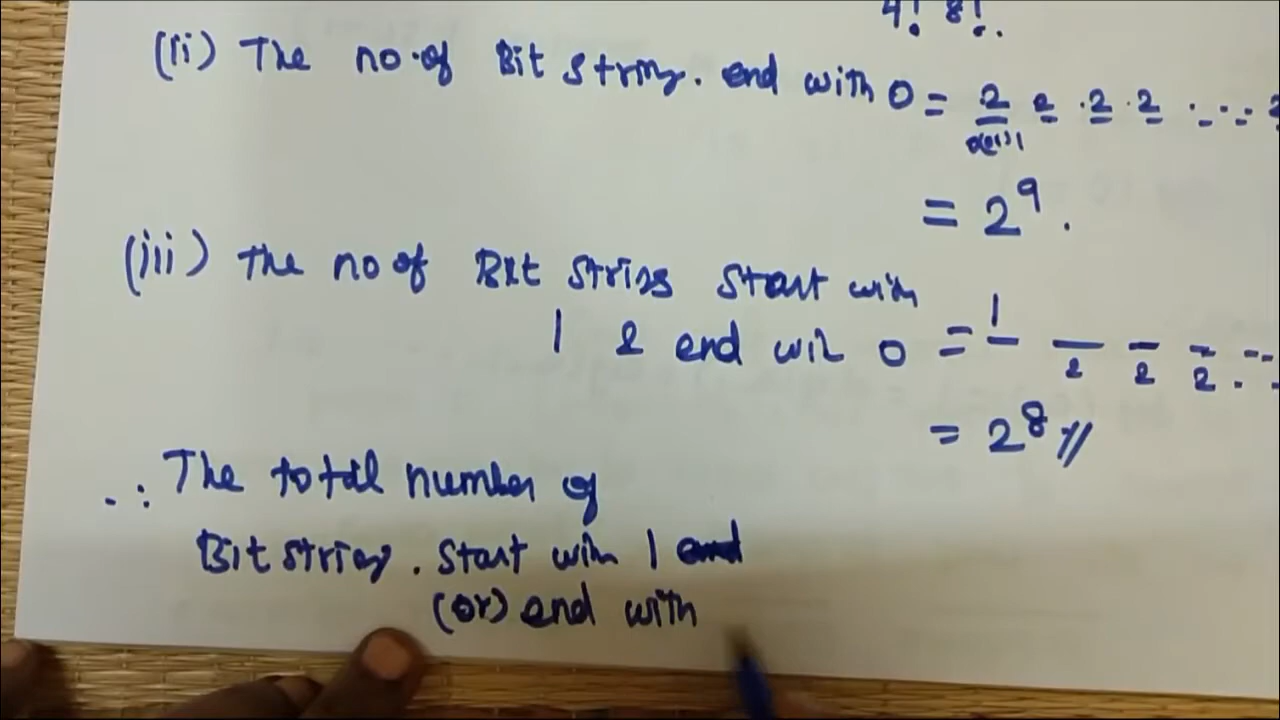 4! 8!.
(ii) The no. of Bit string. end with 0 = 2 2 .2 .2 ....
= 2⁹.
(iii) The no of Bit Strings Start with
1 & end with 0 = 1 _ _ _ ...
2 2 2 ..
= 2⁸ //
∴ The total number of
Bit string. Start with 1 and
(or) end with